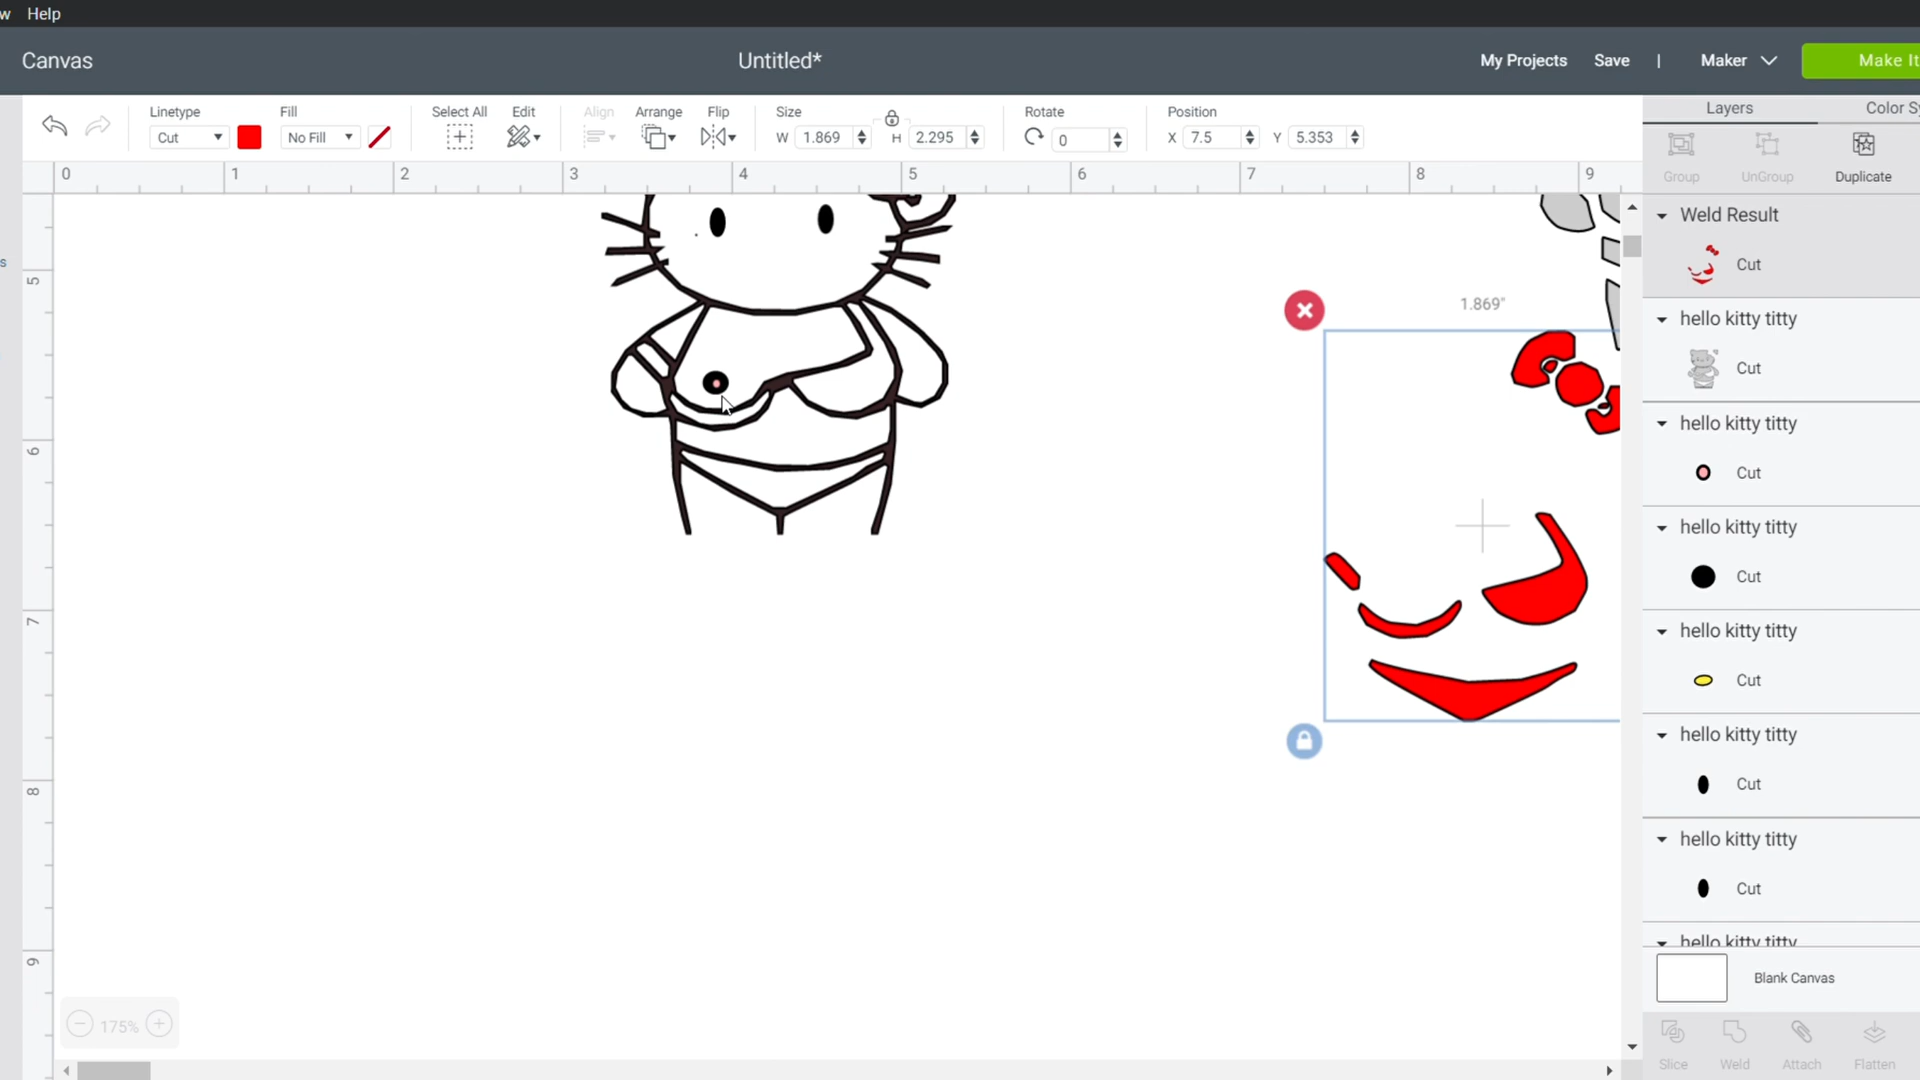 w Help
Canvas Untitled* My Projects Save | Maker Make It
Linetype Fill Select All Edit Align Arrange Flip Size Rotate Position
Cut No Fill W 1.869 H 2.295 0 X 7.5 Y 5.353
Layers Color Sy
Group UnGroup Duplicate
0 1 2 3 4 5 6 7 8 9
5
6
7
8
9
1.869"
Weld Result
Cut
hello kitty titty
Cut
hello kitty titty
Cut
hello kitty titty
Cut
hello kitty titty
Cut
hello kitty titty
Cut
hello kitty titty
Cut
hello kitty titty
Blank Canvas
175%
Slice Weld Attach Flatten
s